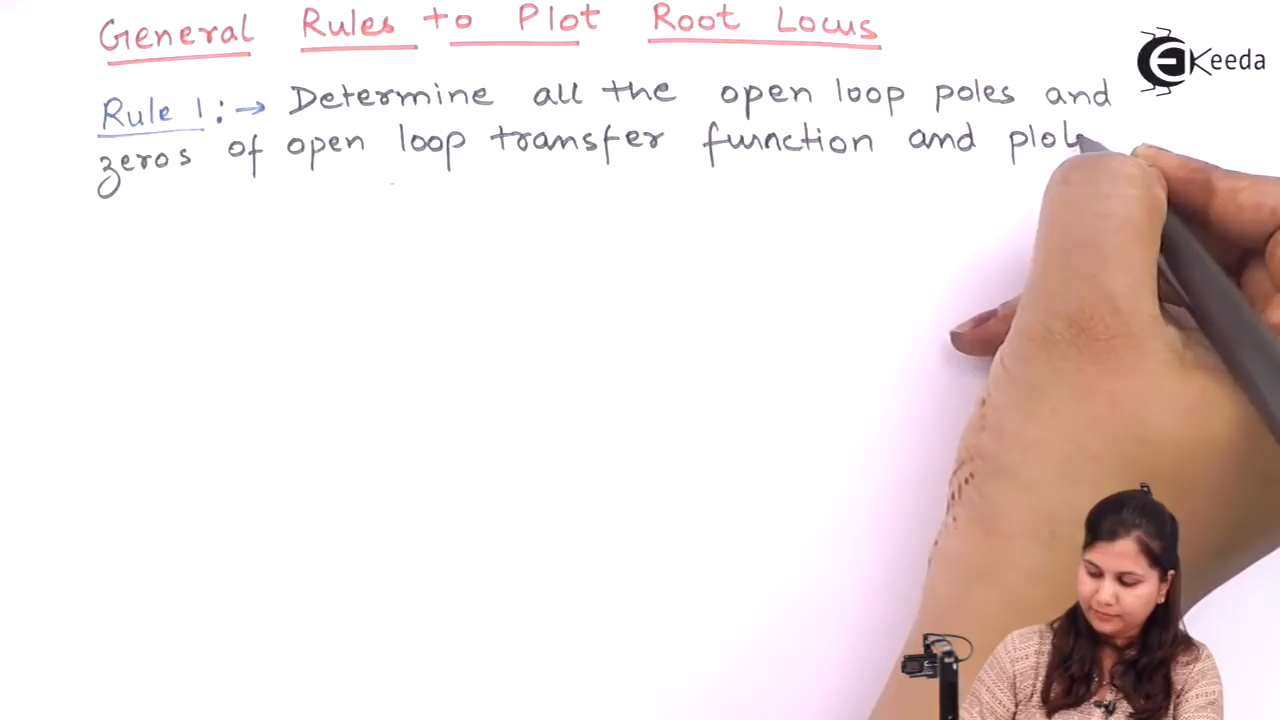 General Rules to Plot Root Locus
Keeda
Rule 1:→ Determine all the open loop poles and
zeros of open loop transfer function and plot